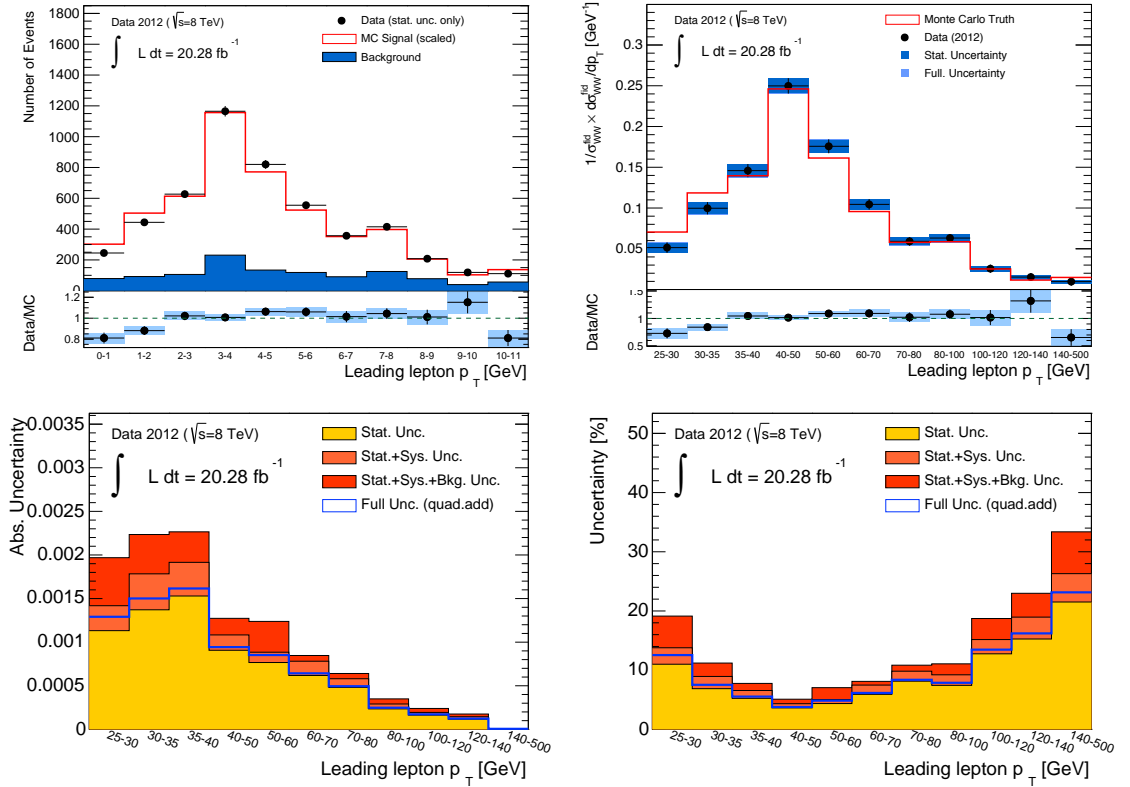 Data 2012 ( √s=8 TeV)
∫ L dt = 20.28 fb⁻¹
Data (stat. unc. only)
MC Signal (scaled)
Background
Number of Events
1800
1600
1400
1200
1000
800
600
400
200
0
Data/MC
1.2
1
0.8
0-1 1-2 2-3 3-4 4-5 5-6 6-7 7-8 8-9 9-10 10-11
Leading lepton p T [GeV]
Data 2012 ( √s=8 TeV)
∫ L dt = 20.28 fb⁻¹
Monte Carlo Truth
Data (2012)
Stat. Uncertainty
Full. Uncertainty
1/σ^fid_WW × dσ^fid_WW/dp_T [GeV⁻¹]
0.3
0.25
0.2
0.15
0.1
0.05
Data/MC
1.5
1
0.5
25-30 30-35 35-40 40-50 50-60 60-70 70-80 80-100 100-120 120-140 140-500
Leading lepton p T [GeV]
Data 2012 ( √s=8 TeV)
∫ L dt = 20.28 fb⁻¹
Stat. Unc.
Stat.+Sys. Unc.
Stat.+Sys.+Bkg. Unc.
Full Unc. (quad.add)
Abs. Uncertainty
0.0035
0.003
0.0025
0.002
0.0015
0.001
0.0005
0
25-30 30-35 35-40 40-50 50-60 60-70 70-80 80-100 100-120 120-140 140-500
Leading lepton p T [GeV]
Data 2012 ( √s=8 TeV)
∫ L dt = 20.28 fb⁻¹
Stat. Unc.
Stat.+Sys. Unc.
Stat.+Sys.+Bkg. Unc.
Full Unc. (quad.add)
Uncertainty [%]
50
40
30
20
10
0
25-30 30-35 35-40 40-50 50-60 60-70 70-80 80-100 100-120 120-140 140-500
Leading lepton p T [GeV]